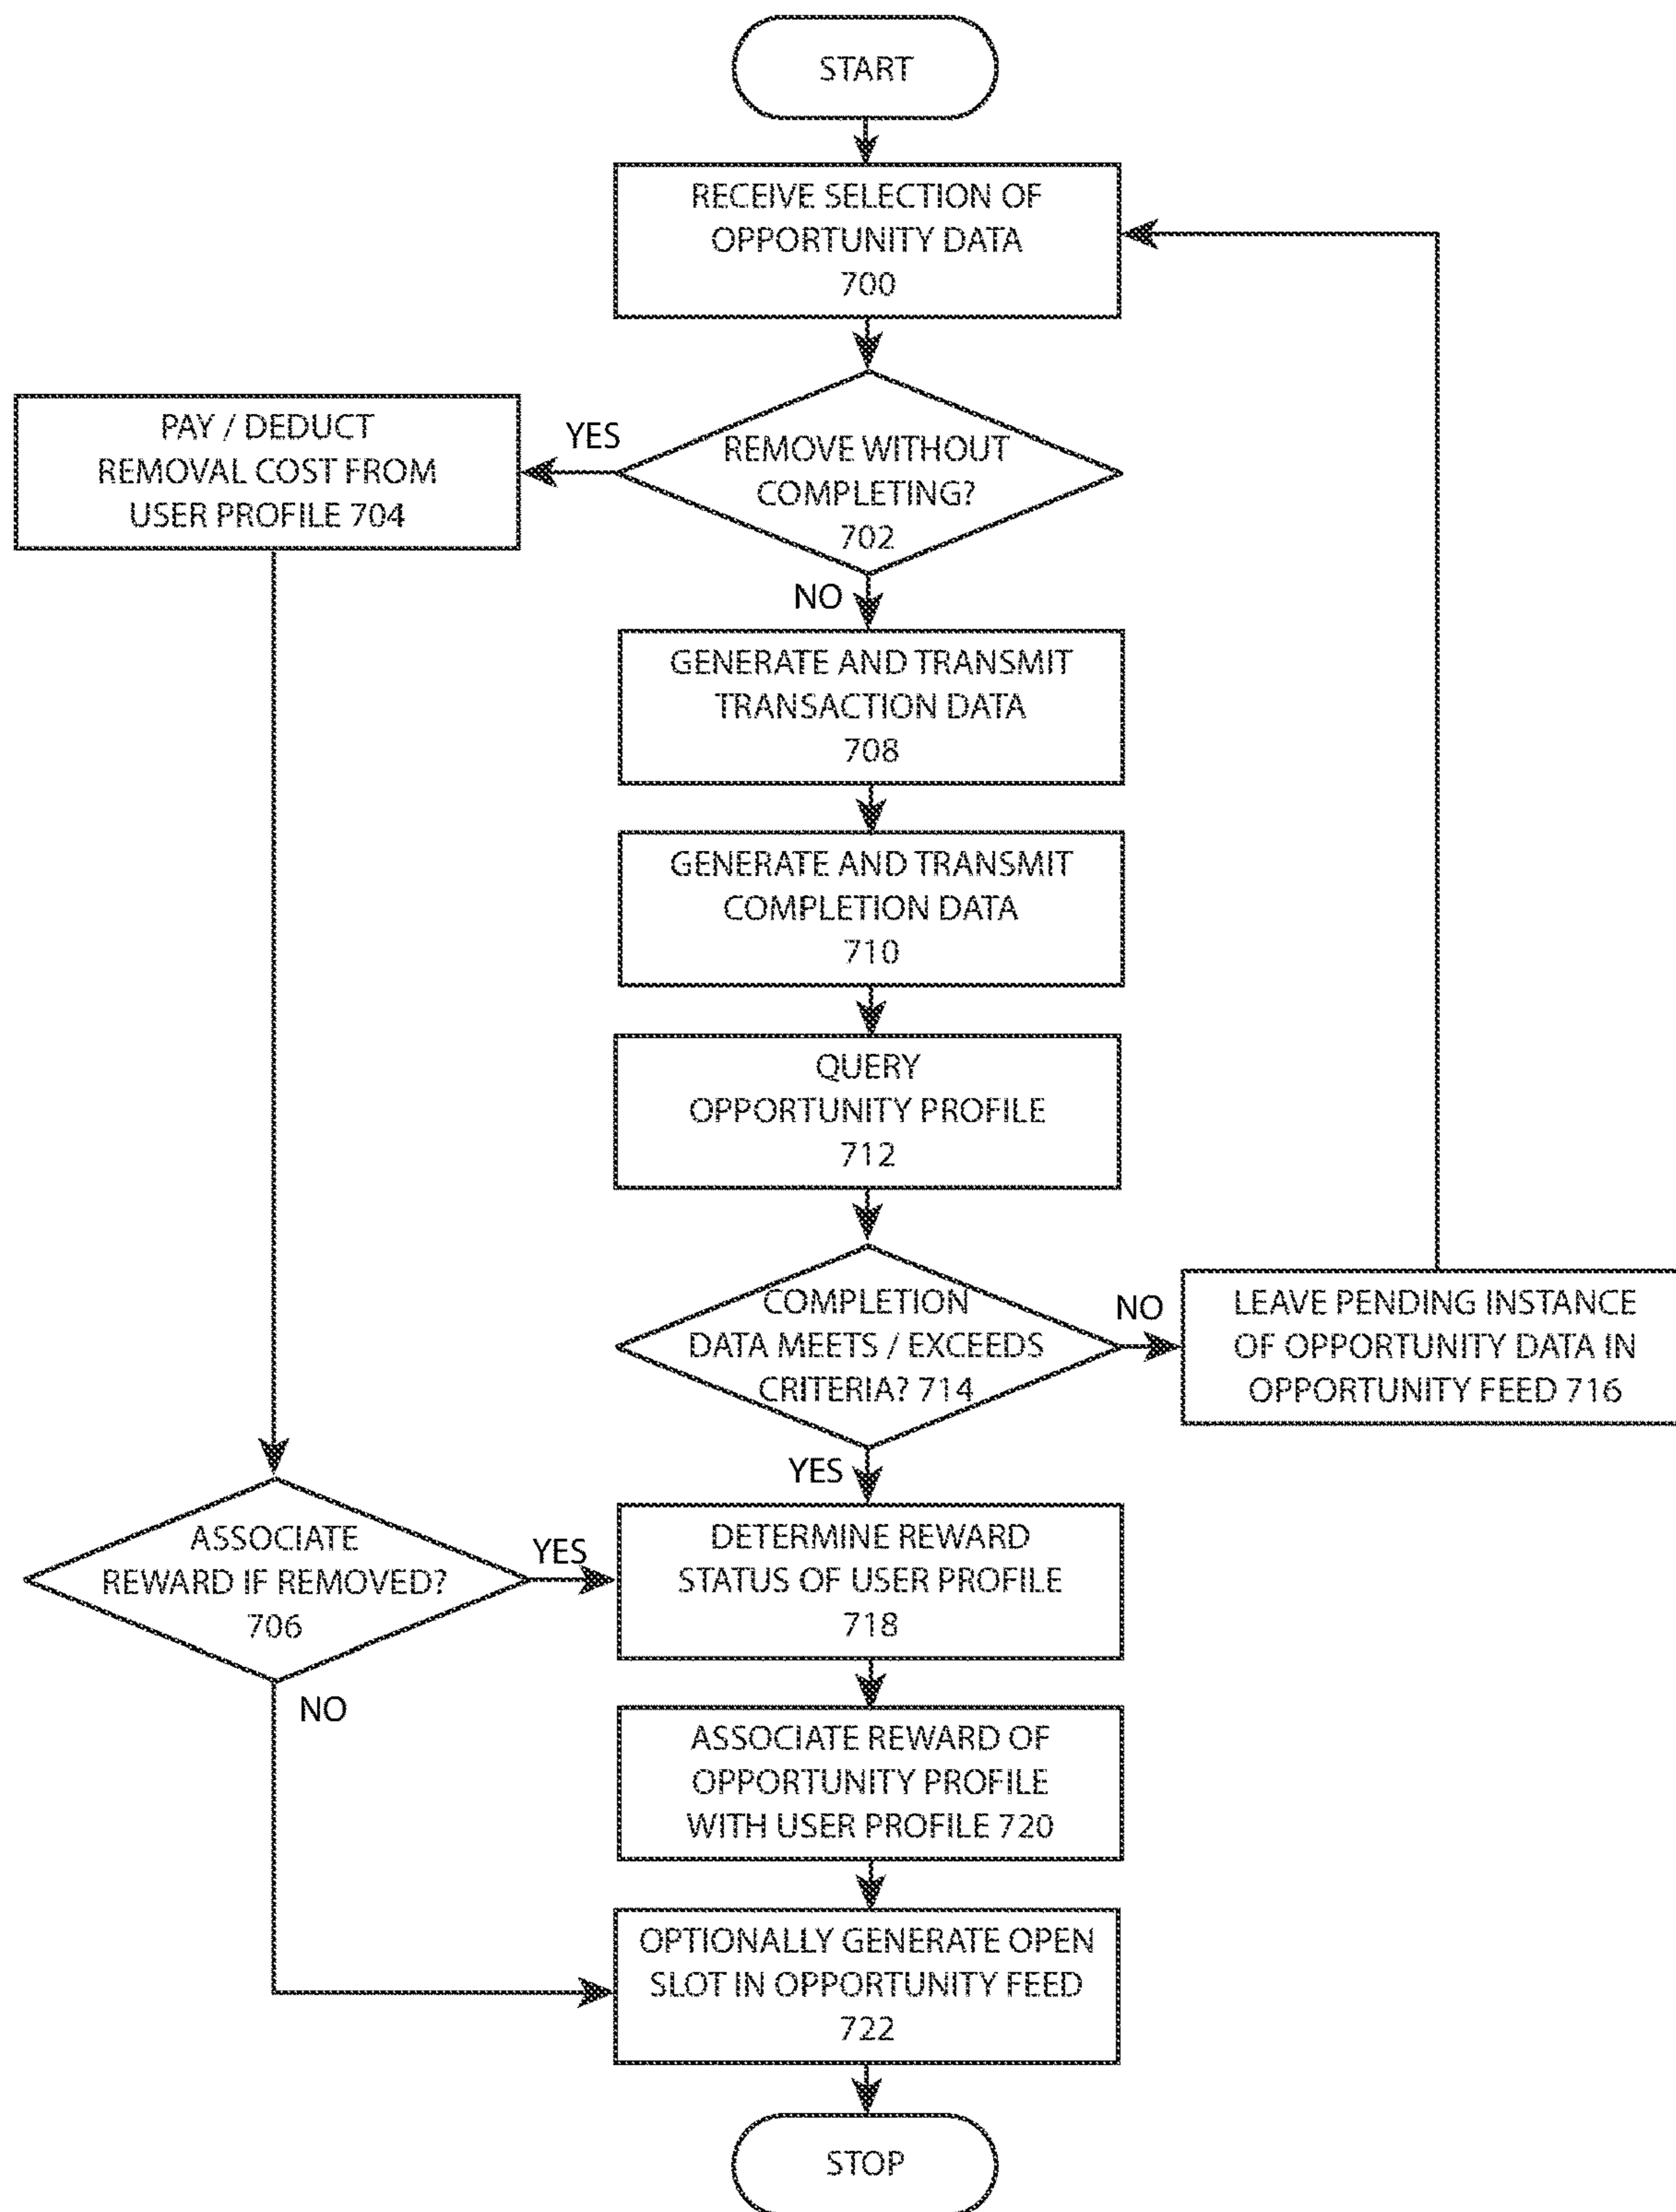 START
RECEIVE SELECTION OF
OPPORTUNITY DATA
700
PAY / DEDUCT
REMOVAL COST FROM
USER PROFILE 704
YES
REMOVE WITHOUT
COMPLETING?
702
NO
GENERATE AND TRANSMIT
TRANSACTION DATA
708
GENERATE AND TRANSMIT
COMPLETION DATA
710
QUERY
OPPORTUNITY PROFILE
712
COMPLETION
DATA MEETS / EXCEEDS
CRITERIA? 714
NO
LEAVE PENDING INSTANCE
OF OPPORTUNITY DATA IN
OPPORTUNITY FEED 716
YES
ASSOCIATE
REWARD IF REMOVED?
706
YES
NO
DETERMINE REWARD
STATUS OF USER PROFILE
718
ASSOCIATE REWARD OF
OPPORTUNITY PROFILE
WITH USER PROFILE 720
OPTIONALLY GENERATE OPEN
SLOT IN OPPORTUNITY FEED
722
STOP